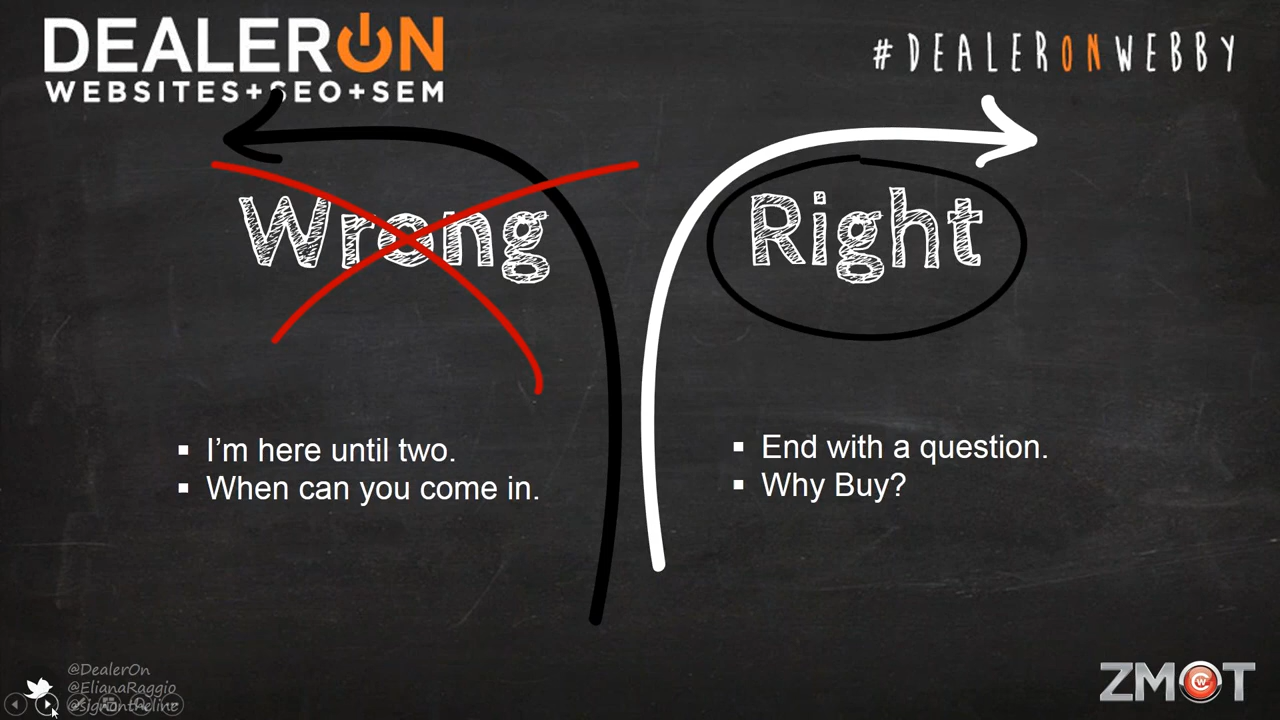 DEALERON
WEBSITES+SEO+SEM
#DEALERONWEBBY
Wrong
Right
▪ I’m here until two.
▪ When can you come in.
▪ End with a question.
▪ Why Buy?
@DealerOn
@ElianaRaggio
@signontheline
ZMOT